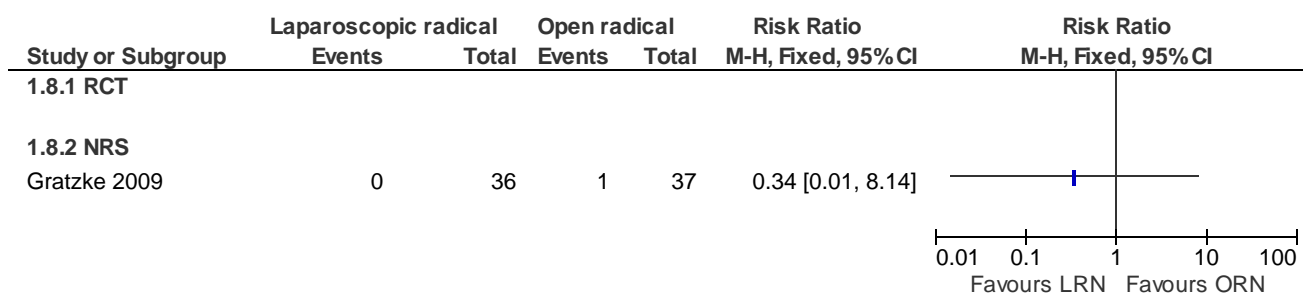 Laparoscopic radical Open radical Risk Ratio Risk Ratio
Study or Subgroup Events Total Events Total M-H, Fixed, 95% CI M-H, Fixed, 95% CI
1.8.1 RCT
1.8.2 NRS
Gratzke 2009 0 36 1 37 0.34 [0.01, 8.14]
0.01 0.1 1 10 100
Favours LRN Favours ORN